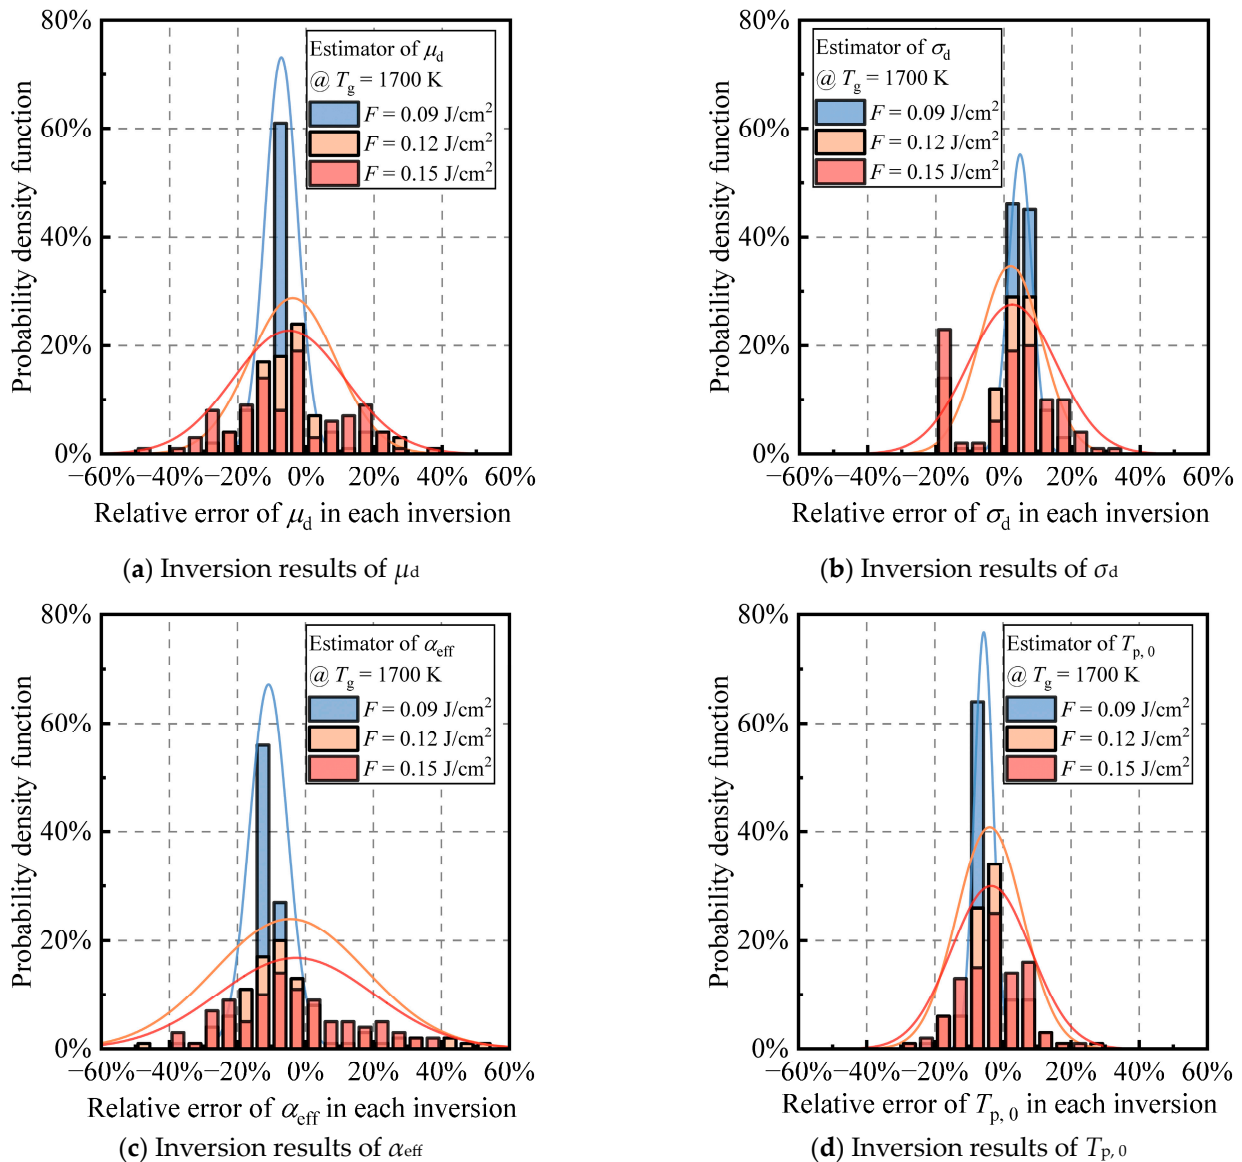 80%
60%
40%
20%
0%
Probability density function
Estimator of μd
@ Tg = 1700 K
F = 0.09 J/cm2
F = 0.12 J/cm2
F = 0.15 J/cm2
−60% −40% −20% 0% 20% 40% 60%
Relative error of μd in each inversion
(a) Inversion results of μd
80%
60%
40%
20%
0%
Probability density function
Estimator of σd
@ Tg = 1700 K
F = 0.09 J/cm2
F = 0.12 J/cm2
F = 0.15 J/cm2
−60% −40% −20% 0% 20% 40% 60%
Relative error of σd in each inversion
(b) Inversion results of σd
80%
60%
40%
20%
0%
Probability density function
Estimator of αeff
@ Tg = 1700 K
F = 0.09 J/cm2
F = 0.12 J/cm2
F = 0.15 J/cm2
−60% −40% −20% 0% 20% 40% 60%
Relative error of αeff in each inversion
(c) Inversion results of αeff
80%
60%
40%
20%
0%
Probability density function
Estimator of Tp, 0
@ Tg = 1700 K
F = 0.09 J/cm2
F = 0.12 J/cm2
F = 0.15 J/cm2
−60% −40% −20% 0% 20% 40% 60%
Relative error of Tp, 0 in each inversion
(d) Inversion results of Tp, 0